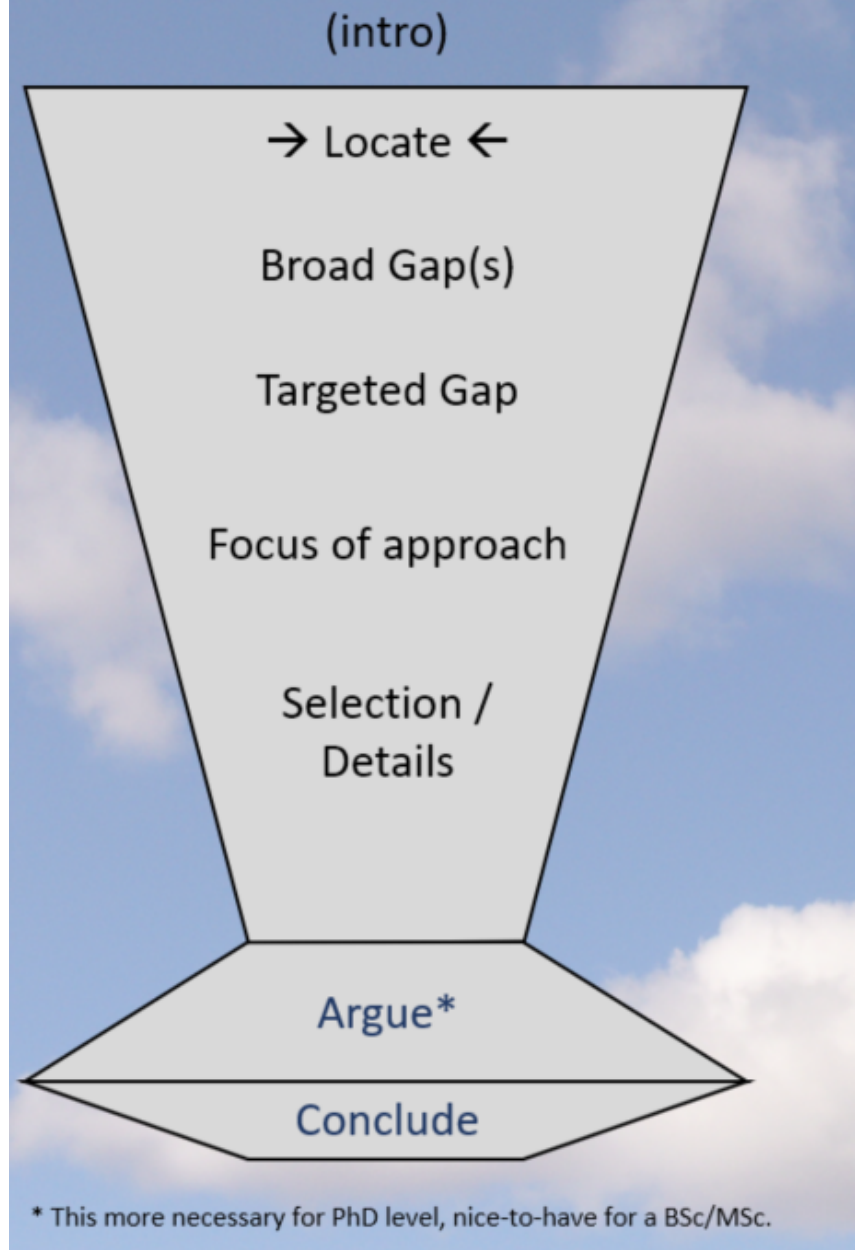 (intro)
→ Locate ←
Broad Gap(s)
Targeted Gap
Focus of approach
Selection /
Details
Argue*
Conclude
* This more necessary for PhD level, nice-to-have for a BSc/MSc.